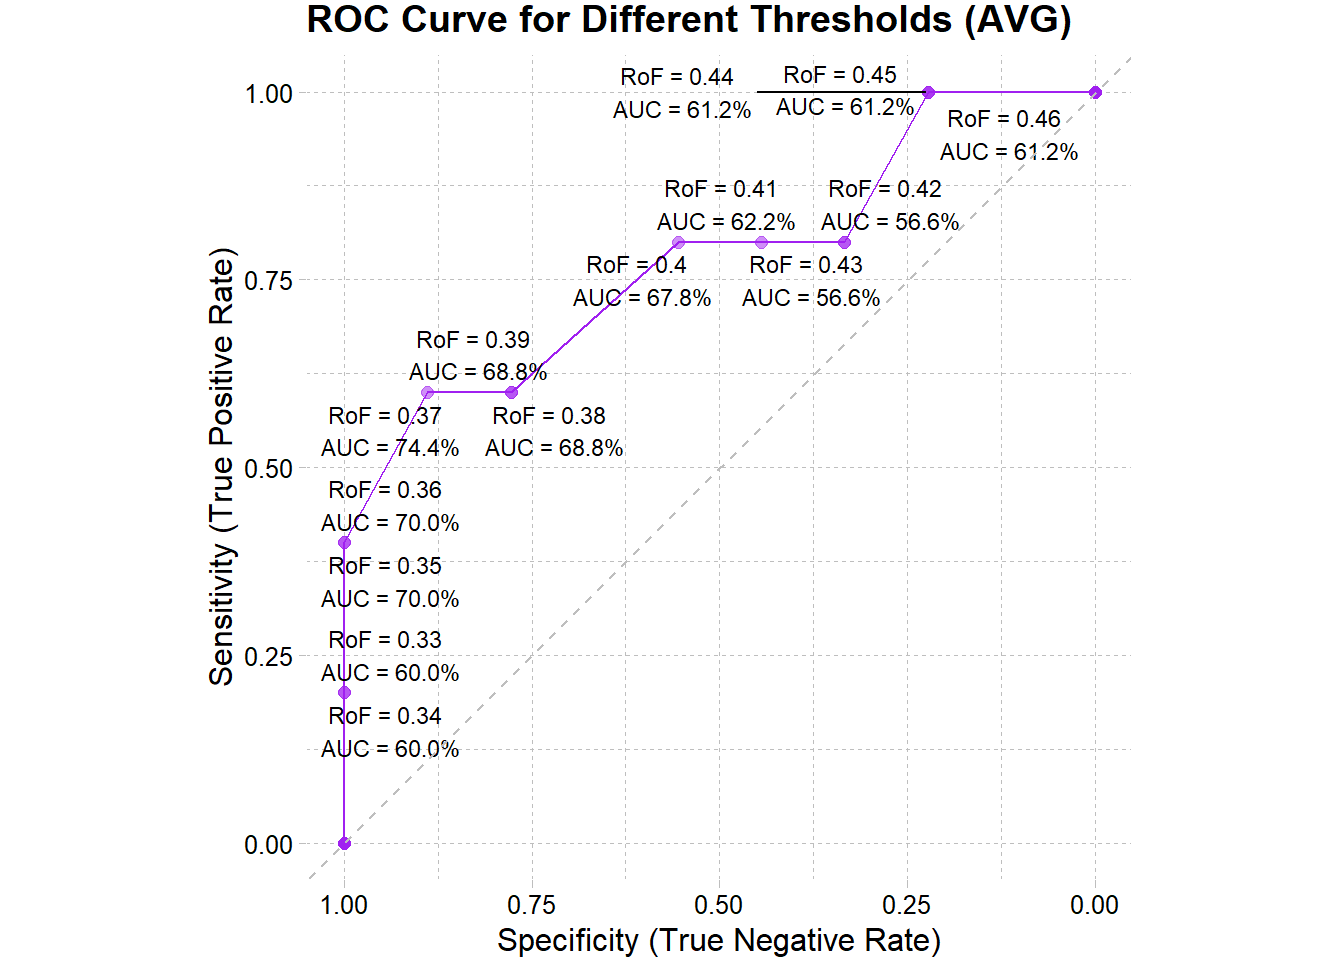 ROC Curve for Different Thresholds (AVG)
RoF = 0.44
AUC = 61.2%
RoF = 0.45
AUC = 61.2%
RoF = 0.46
AUC = 61.2%
RoF = 0.41
AUC = 62.2%
RoF = 0.42
AUC = 56.6%
RoF = 0.4
AUC = 67.8%
RoF = 0.43
AUC = 56.6%
RoF = 0.39
AUC = 68.8%
RoF = 0.37
AUC = 74.4%
RoF = 0.38
AUC = 68.8%
RoF = 0.36
AUC = 70.0%
RoF = 0.35
AUC = 70.0%
RoF = 0.33
AUC = 60.0%
RoF = 0.34
AUC = 60.0%
1.00
0.75
0.50
0.25
0.00
Sensitivity (True Positive Rate)
1.00
0.75
0.50
0.25
0.00
Specificity (True Negative Rate)